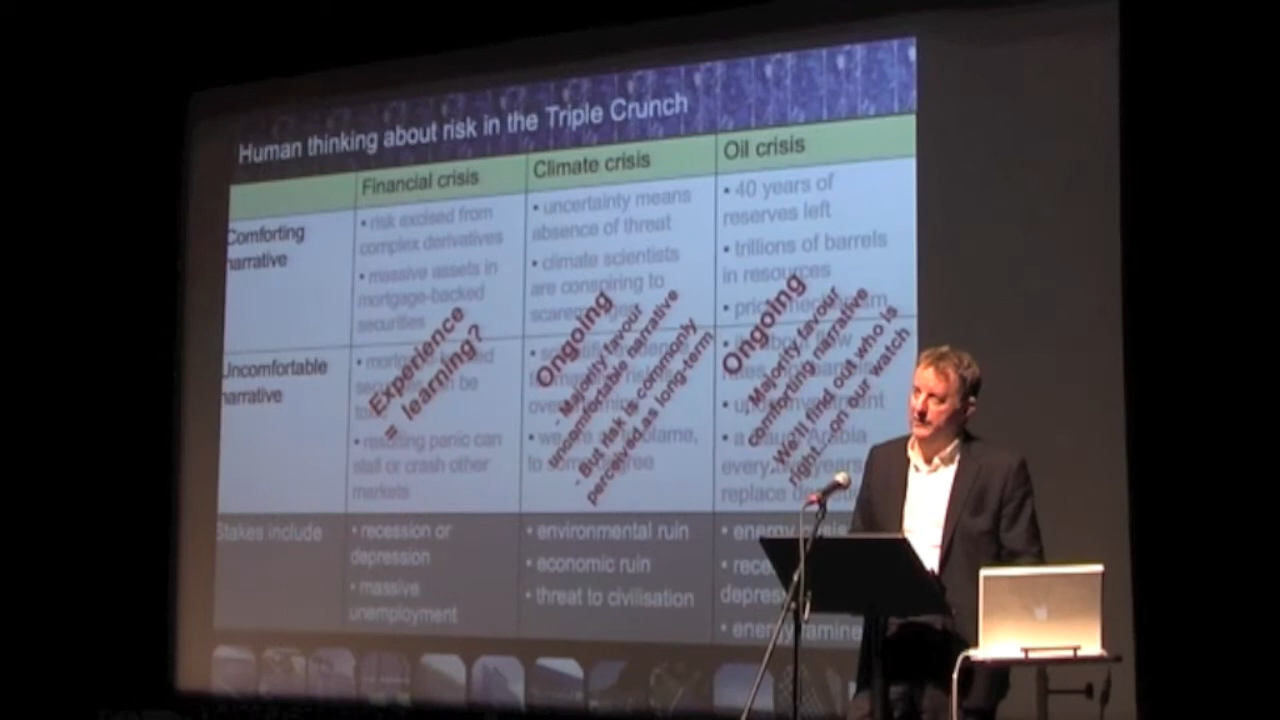 Human thinking about risk in the Triple Crunch
Financial crisis
Climate crisis
Oil crisis
Comforting
narrative
• risk excised from
complex derivatives
• massive assets in
mortgage-backed
securities
• uncertainty means
absence of threat
• climate scientists
are conspiring to
• 40 years of
reserves left
• trillions of barrels
in resources
Uncomfortable
narrative
• resulting panic can
stall or crash other
markets
Experience
= learning?
Ongoing
- Majority favour
uncomfortable narrative
- But risk is commonly
perceived as long-term
Ongoing
Majority favour
comforting narrative
We'll find out who is
right....on our watch
Stakes include
• recession or
depression
• massive
unemployment
• environmental ruin
• economic ruin
• threat to civilisation
• energy